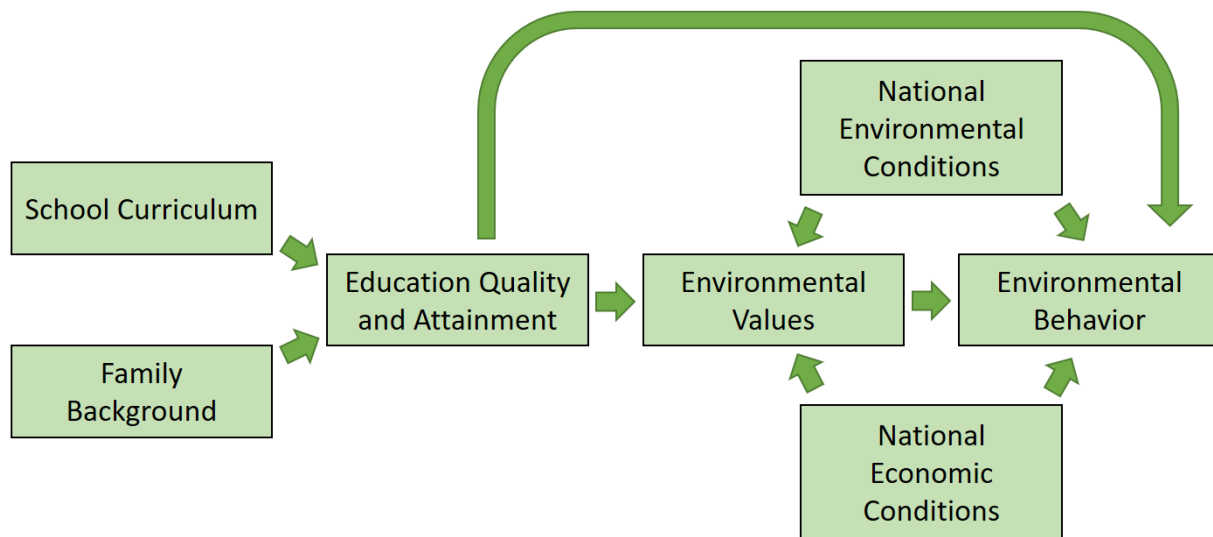 National
Environmental
Conditions
School Curriculum
Education Quality
and Attainment
Environmental
Values
Environmental
Behavior
Family
Background
National
Economic
Conditions